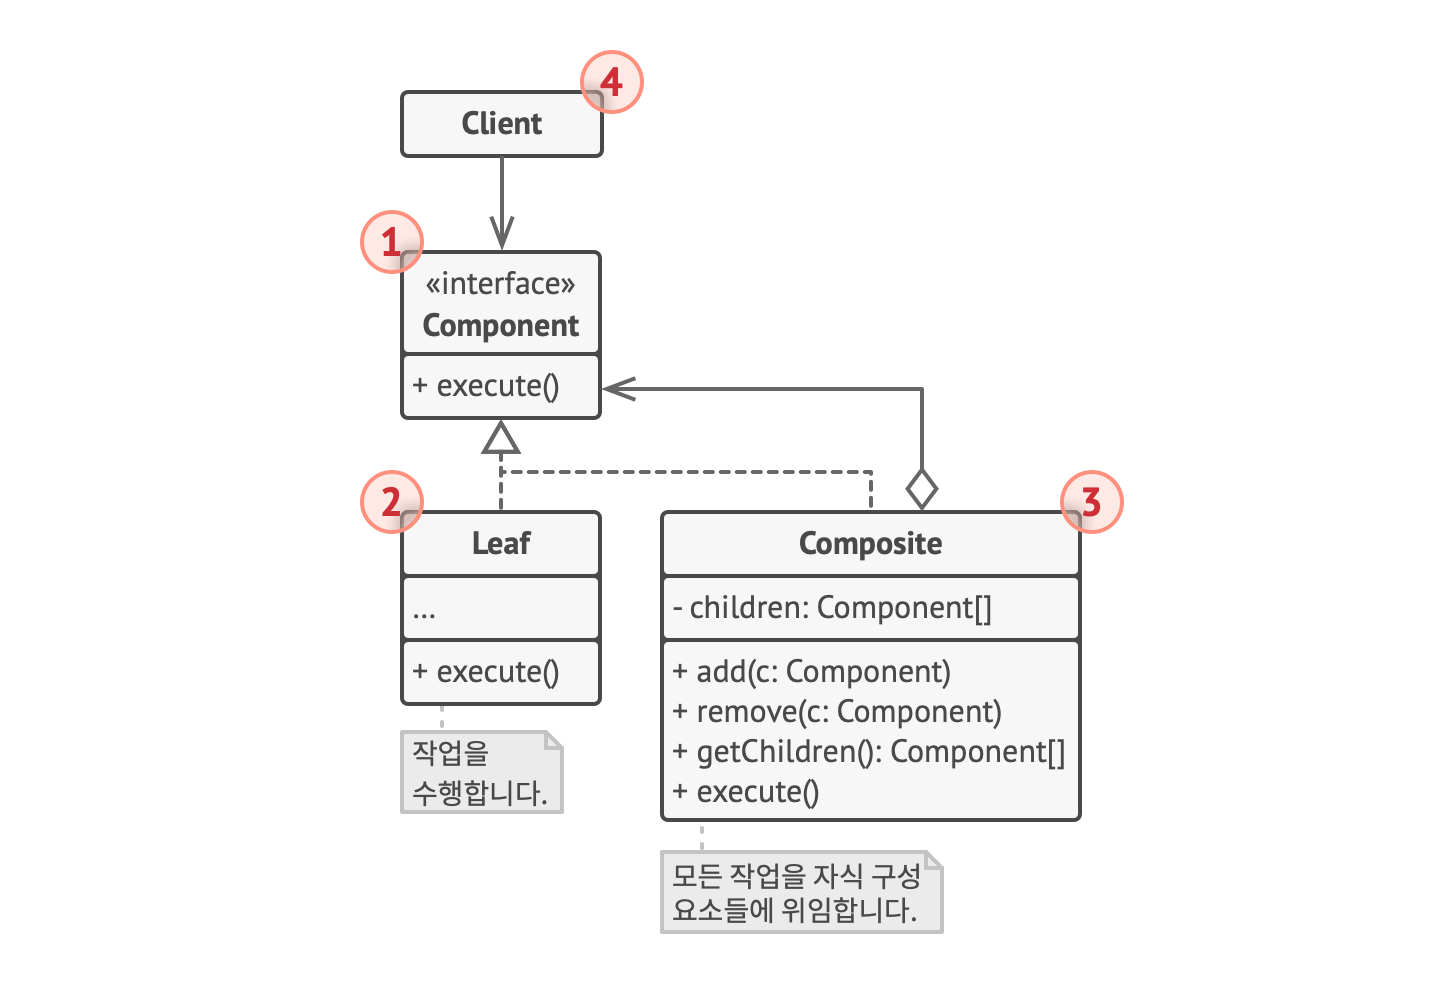 4
Client
1
«interface»
Component
+ execute()
2
Leaf
...
+ execute()
작업을
수행합니다.
3
Composite
- children: Component[]
+ add(c: Component)
+ remove(c: Component)
+ getChildren(): Component[]
+ execute()
모든 작업을 자식 구성
요소들에 위임합니다.